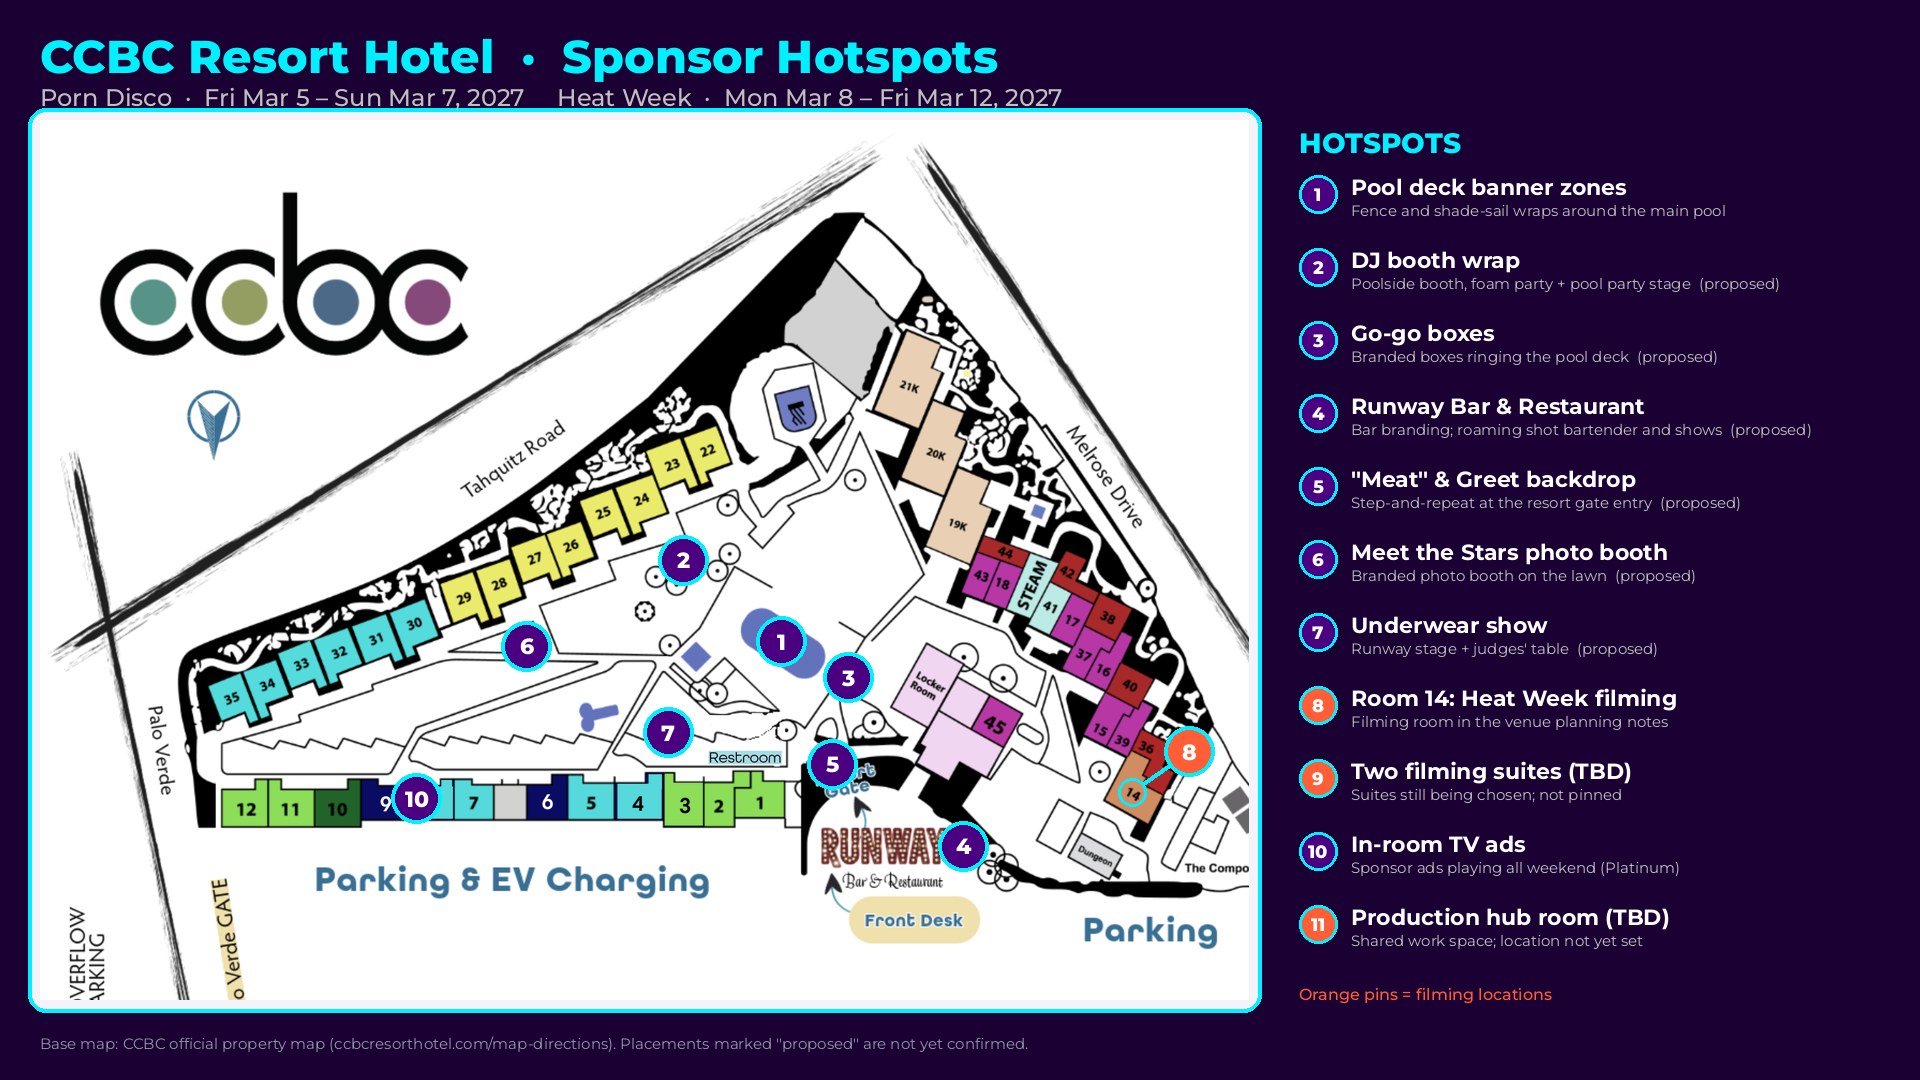 CCBC Resort Hotel · Sponsor Hotspots
Porn Disco · Fri Mar 5 – Sun Mar 7, 2027 Heat Week · Mon Mar 8 – Fri Mar 12, 2027
ccbc
Tahquitz Road
Melrose Drive
Palo Verde
21K
20K
19K
23 22
25 24
27 26
29 28
35 34 33 32 31 30
44
43 18 STEAM 41 42
17 38
37 16 40
15 39 36
14
Locker
Room
45
2
1
6
3
7
5
8
10
4
Restroom
Gate
12 11 10 9 7 6 5 4 3 2 1
RUNWAY
Bar & Restaurant
Front Desk
Dungeon
The Compo
Parking & EV Charging
Parking
OVERFLOW
ARKING
o Verde GATE
HOTSPOTS
1 Pool deck banner zones
Fence and shade-sail wraps around the main pool
2 DJ booth wrap
Poolside booth, foam party + pool party stage (proposed)
3 Go-go boxes
Branded boxes ringing the pool deck (proposed)
4 Runway Bar & Restaurant
Bar branding; roaming shot bartender and shows (proposed)
5 "Meat" & Greet backdrop
Step-and-repeat at the resort gate entry (proposed)
6 Meet the Stars photo booth
Branded photo booth on the lawn (proposed)
7 Underwear show
Runway stage + judges' table (proposed)
8 Room 14: Heat Week filming
Filming room in the venue planning notes
9 Two filming suites (TBD)
Suites still being chosen; not pinned
10 In-room TV ads
Sponsor ads playing all weekend (Platinum)
11 Production hub room (TBD)
Shared work space; location not yet set
Orange pins = filming locations
Base map: CCBC official property map (ccbcresorthotel.com/map-directions). Placements marked "proposed" are not yet confirmed.